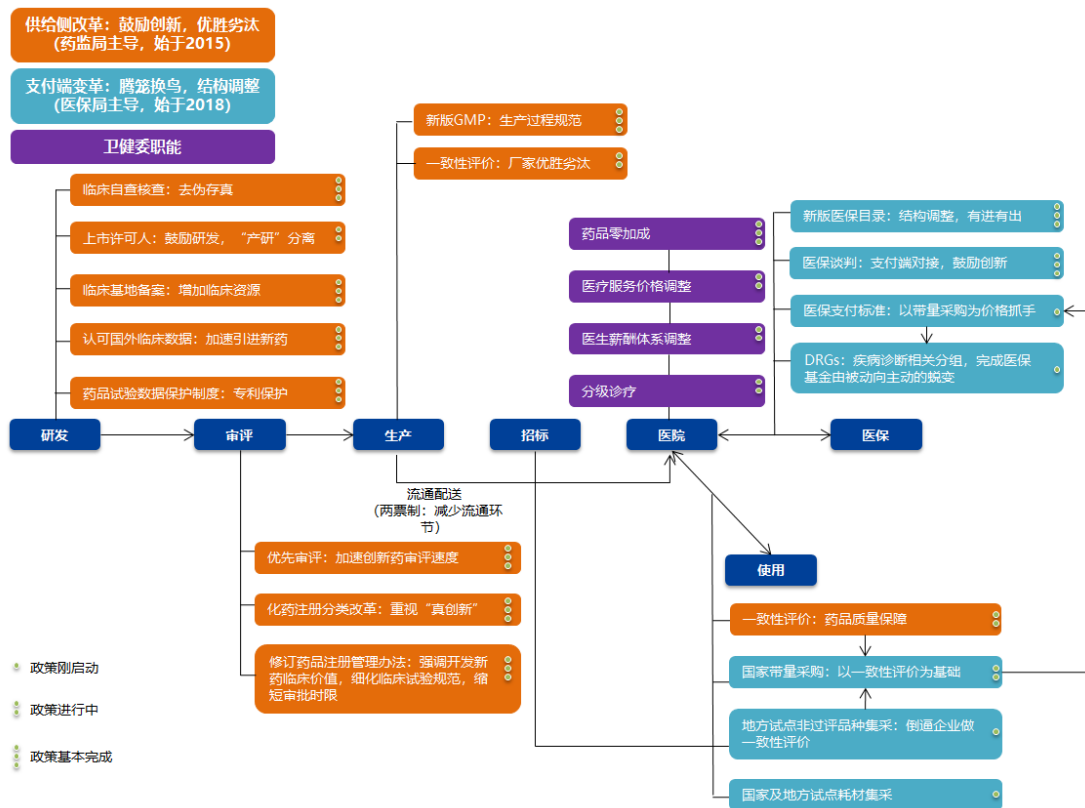 供给侧改革：鼓励创新，优胜劣汰
（药监局主导，始于2015）
支付端变革：腾笼换鸟，结构调整
（医保局主导，始于2018）
卫健委职能
新版GMP：生产过程规范
一致性评价：厂家优胜劣汰
临床自查核查：去伪存真
上市许可人：鼓励研发，“产研”分离
临床基地备案：增加临床资源
认可国外临床数据：加速引进新药
药品试验数据保护制度：专利保护
药品零加成
医疗服务价格调整
医生薪酬体系调整
分级诊疗
新版医保目录：结构调整，有进有出
医保谈判：支付端对接，鼓励创新
医保支付标准：以带量采购为价格抓手
DRGs：疾病诊断相关分组，完成医保
基金由被动向主动的蜕变
研发
审评
生产
招标
医院
医保
流通配送
（两票制：减少流通环
节）
优先审评：加速创新药审评速度
化药注册分类改革：重视“真创新”
修订药品注册管理办法：强调开发新
药临床价值，细化临床试验规范，缩
短审批时限
使用
一致性评价：药品质量保障
国家带量采购：以一致性评价为基础
地方试点非过评品种集采：倒逼企业做
一致性评价
国家及地方试点耗材集采
政策刚启动
政策进行中
政策基本完成